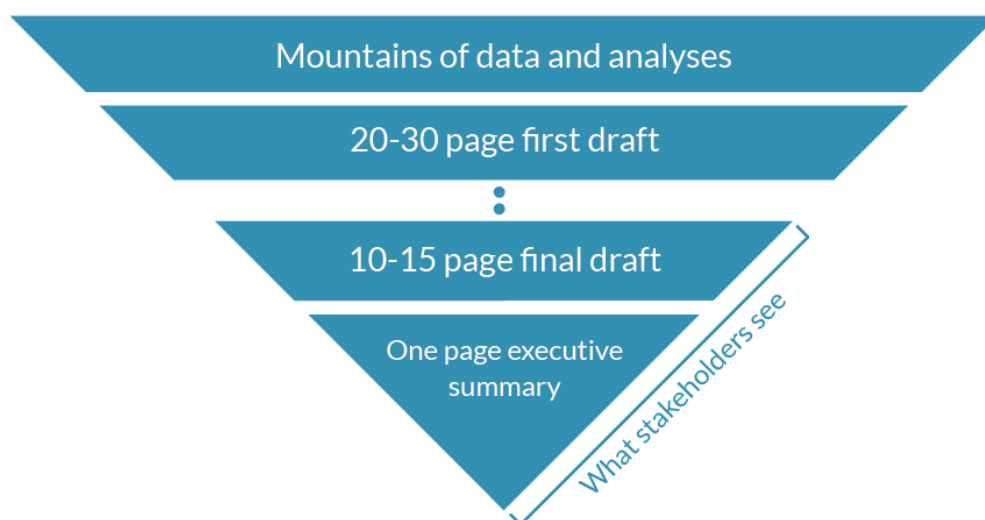 Mountains of data and analyses
20-30 page first draft
10-15 page final draft
One page executive
summary
What stakeholders see